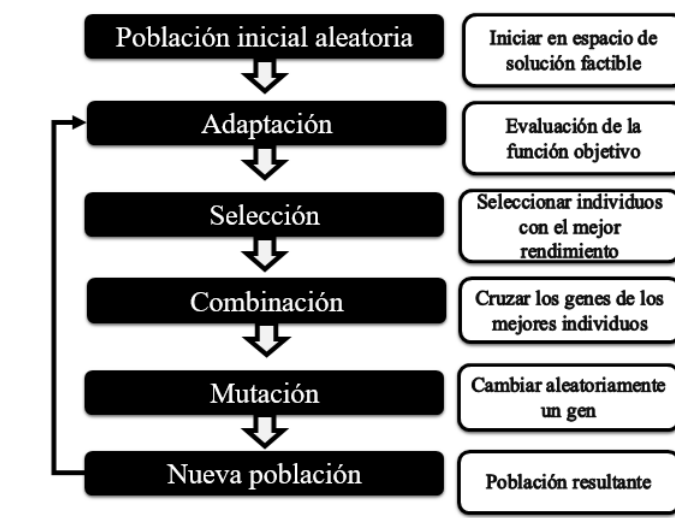 Población inicial aleatoria
Iniciar en espacio de
solución factible
Adaptación
Evaluación de la
función objetivo
Selección
Seleccionar individuos
con el mejor
rendimiento
Combinación
Cruzar los genes de los
mejores individuos
Mutación
Cambiar aleatoriamente
un gen
Nueva población
Población resultante